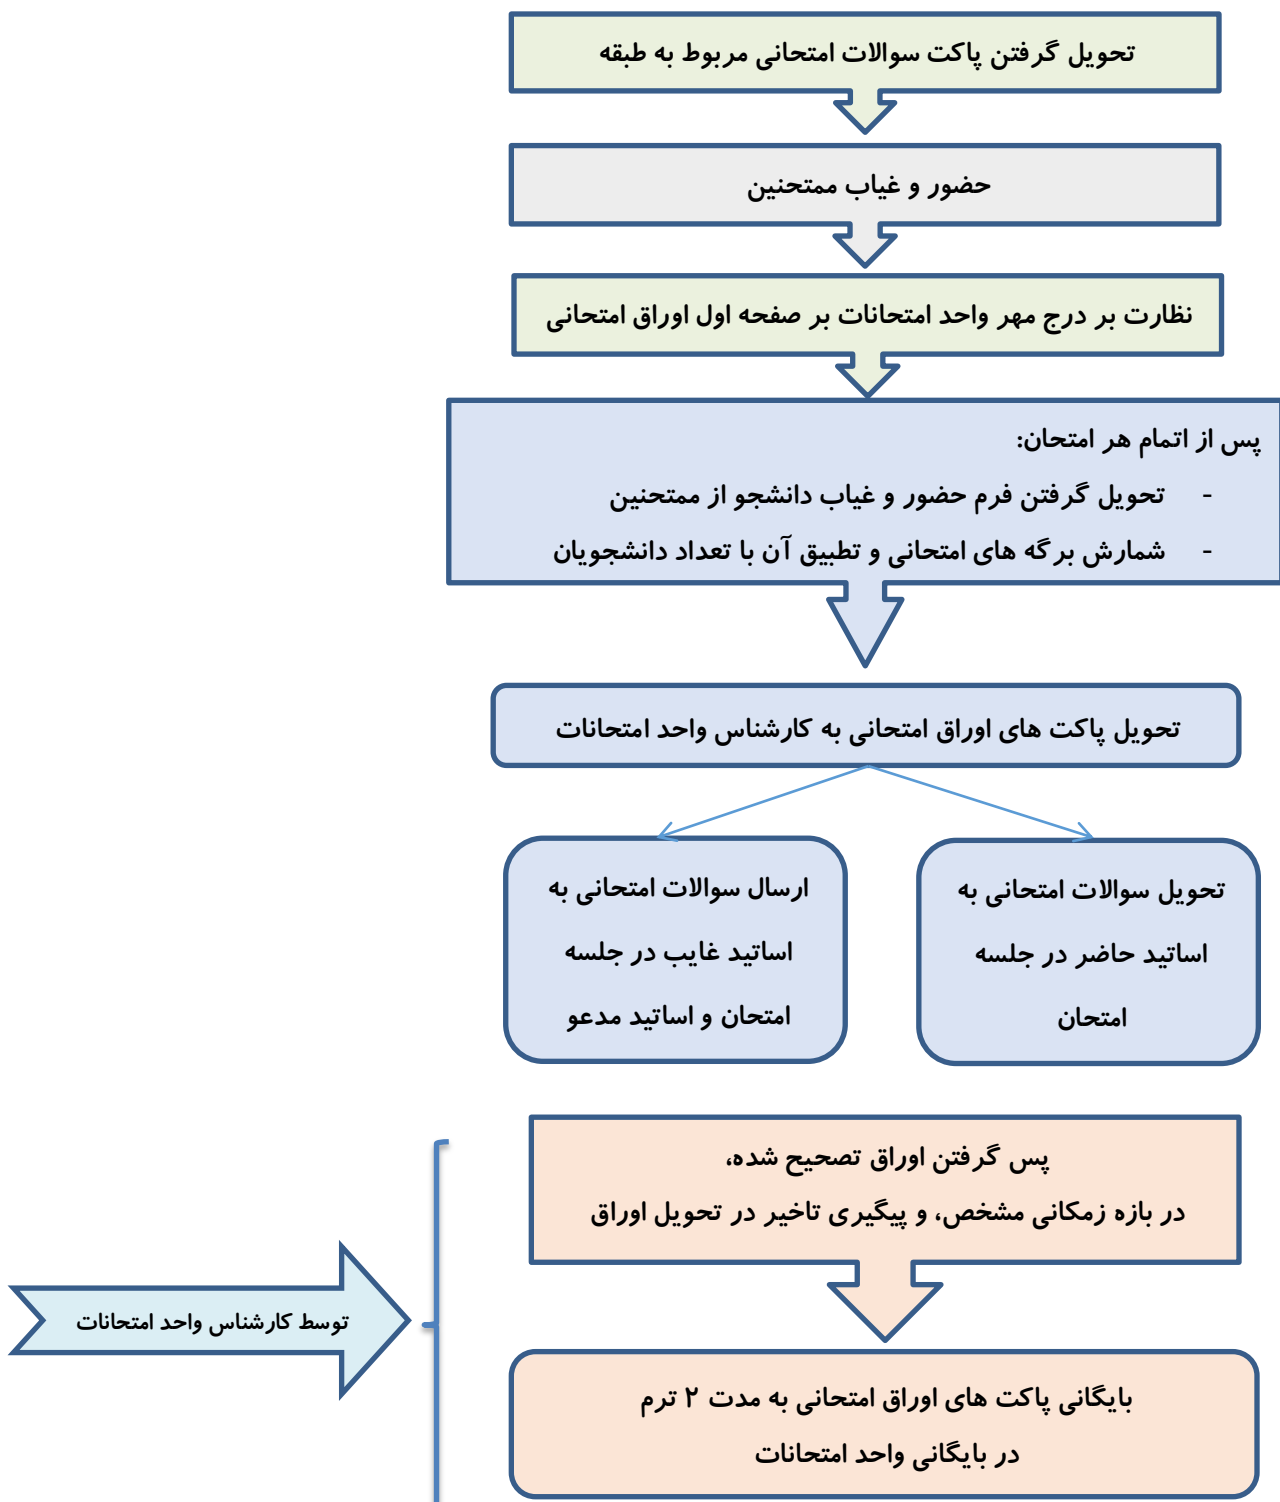 تحویل گرفتن پاکت سوالات امتحانی مربوط به طبقه
حضور و غیاب ممتحنین
نظارت بر درج مهر واحد امتحانات بر صفحه اول اوراق امتحانی
پس از اتمام هر امتحان:
- تحویل گرفتن فرم حضور و غیاب دانشجو از ممتحنین
- شمارش برگه های امتحانی و تطبیق آن با تعداد دانشجویان
تحویل پاکت های اوراق امتحانی به کارشناس واحد امتحانات
تحویل سوالات امتحانی به
اساتید حاضر در جلسه
امتحان
ارسال سوالات امتحانی به
اساتید غایب در جلسه
امتحان و اساتید مدعو
پس گرفتن اوراق تصحیح شده،
در بازه زمکانی مشخص، و پیگیری تاخیر در تحویل اوراق
توسط کارشناس واحد امتحانات
بایگانی پاکت های اوراق امتحانی به مدت ۲ ترم
در بایگانی واحد امتحانات